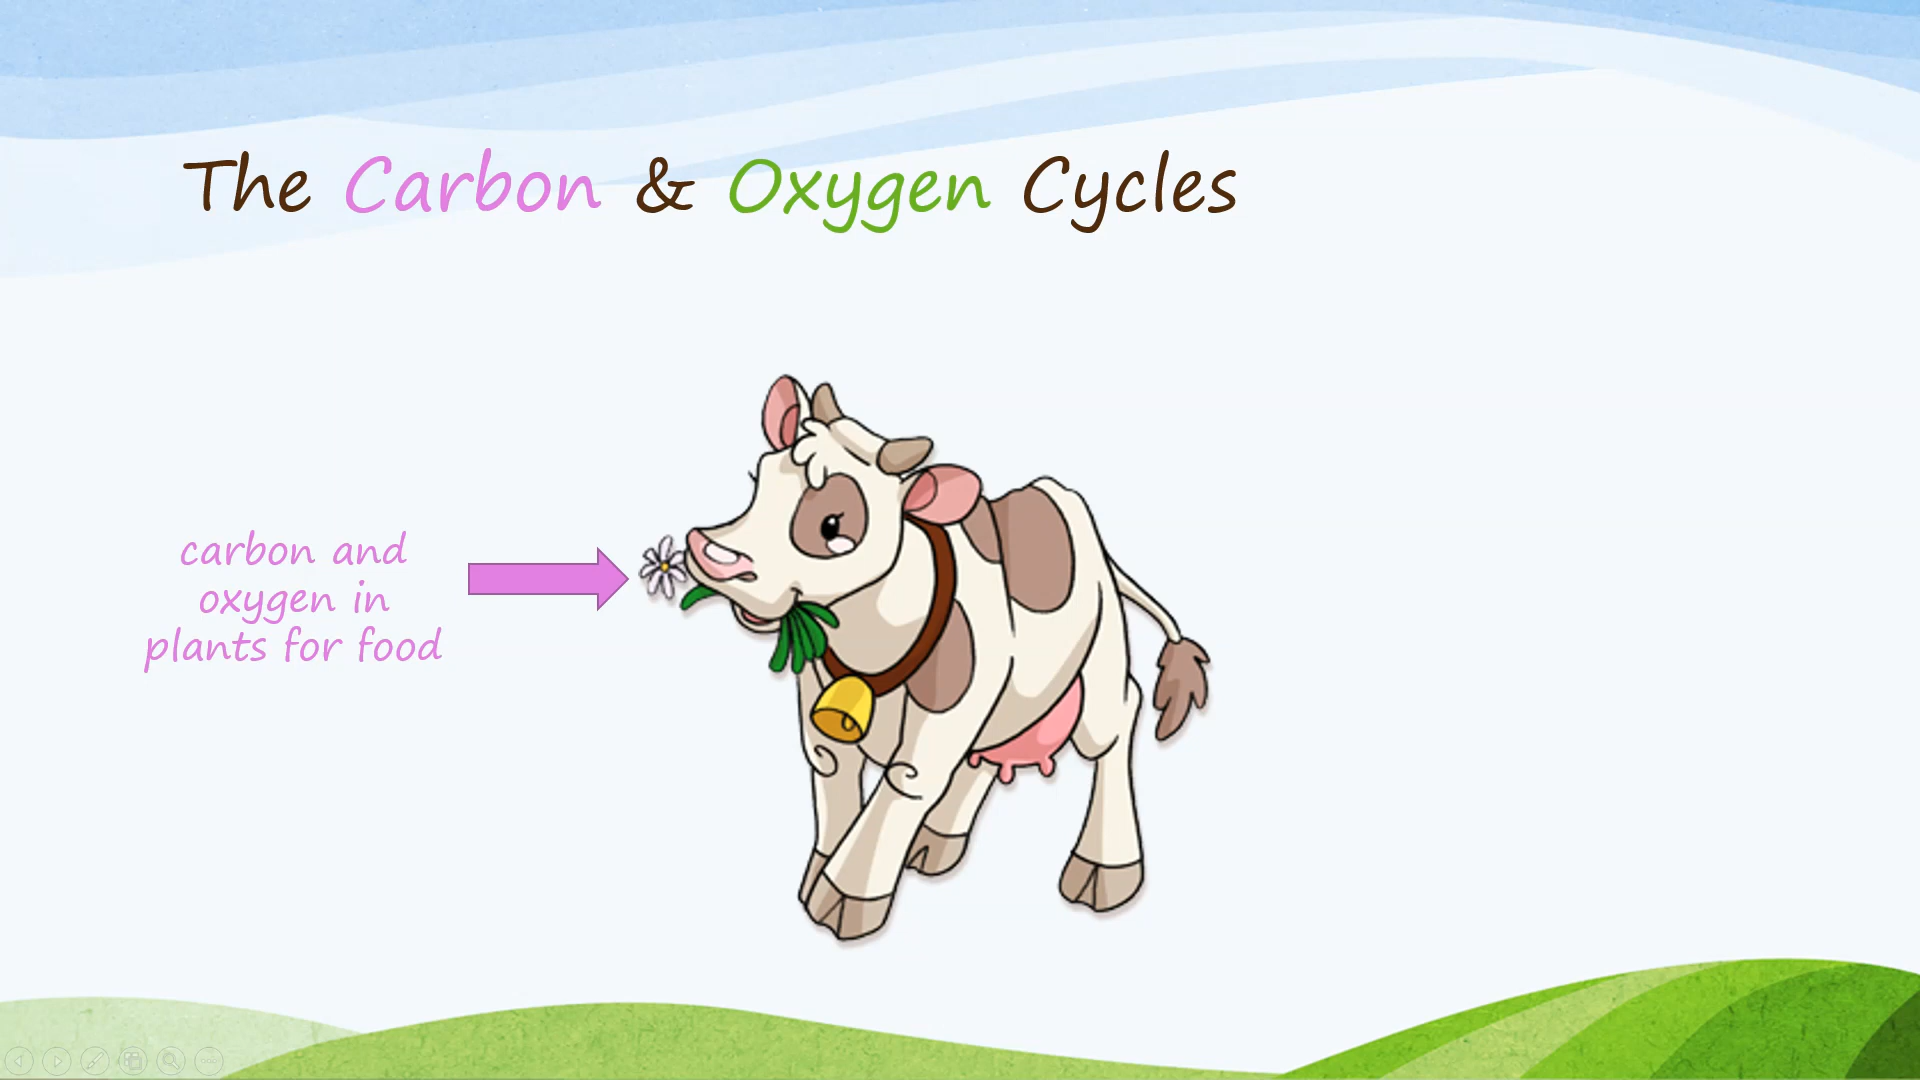 The Carbon & Oxygen Cycles
carbon and
oxygen in
plants for food